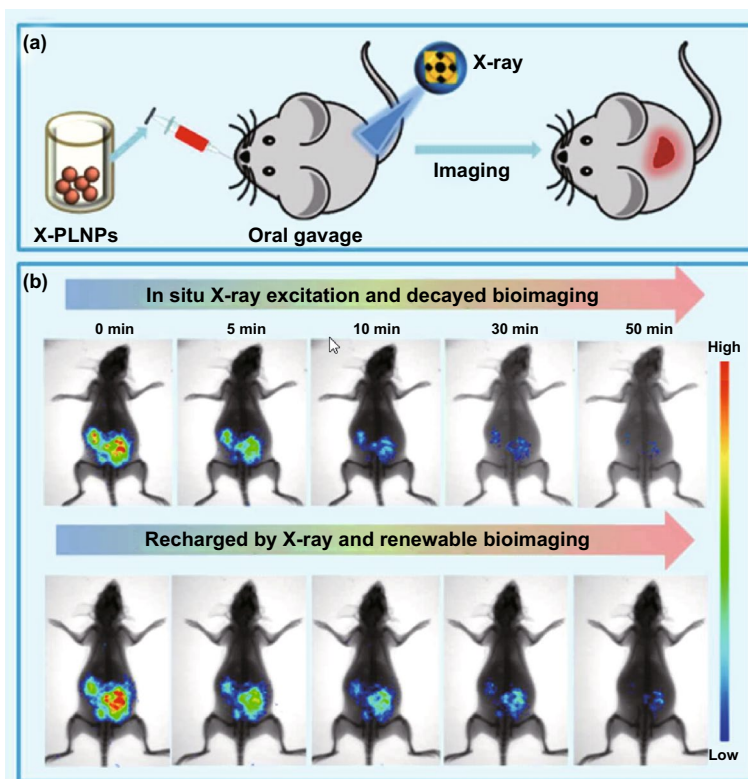 (a)
X-ray
Imaging
X-PLNPs
Oral gavage
(b)
In situ X-ray excitation and decayed bioimaging
0 min 5 min 10 min 30 min 50 min
High
Recharged by X-ray and renewable bioimaging
Low